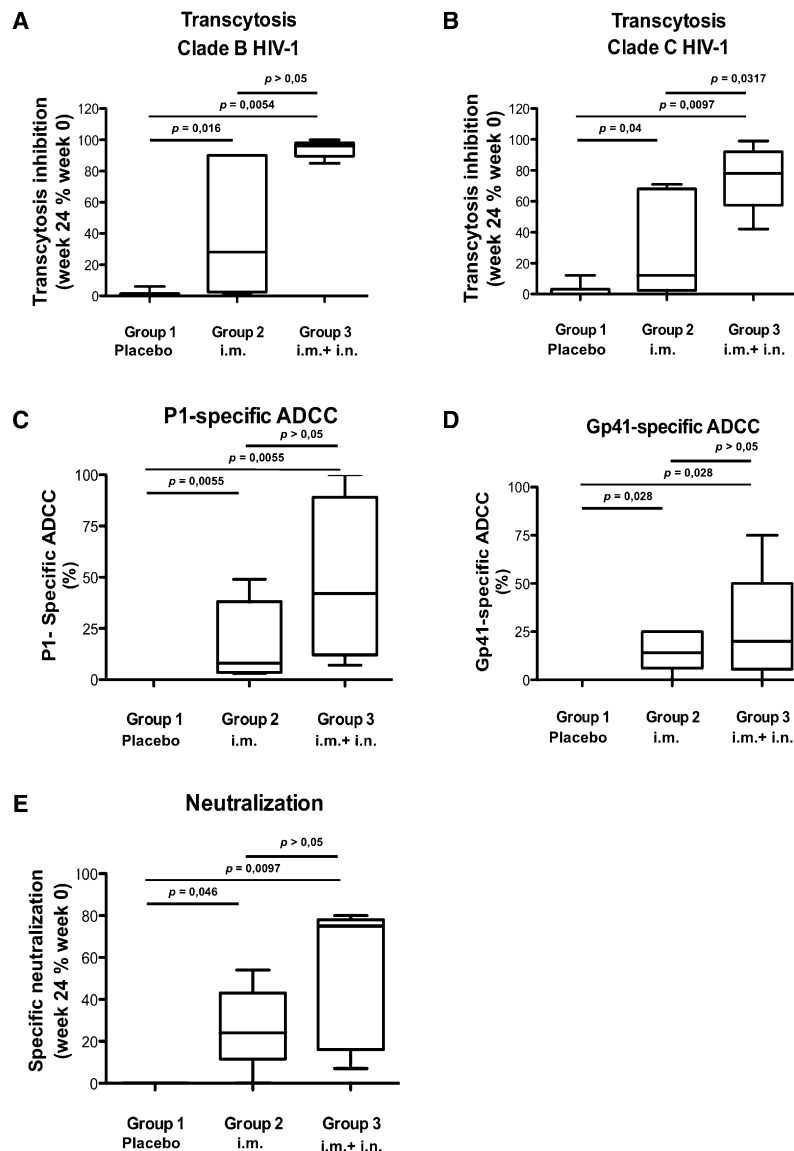 A
Transcytosis
Clade B HIV-1
p > 0,05
p = 0,0054
p = 0,016
Transcytosis inhibition
(week 24 % week 0)
120
100
80
60
40
20
0
Group 1
Placebo
Group 2
i.m.
Group 3
i.m.+ i.n.
B
Transcytosis
Clade C HIV-1
p = 0,0317
p = 0,0097
p = 0,04
Transcytosis inhibition
(week 24 % week 0)
120
100
80
60
40
20
0
Group 1
Placebo
Group 2
i.m.
Group 3
i.m.+ i.n.
C
P1-specific ADCC
p > 0,05
p = 0,0055
p = 0,0055
P1- Specific ADCC
(%)
100
75
50
25
0
Group 1
Placebo
Group 2
i.m.
Group 3
i.m.+ i.n.
D
Gp41-specific ADCC
p > 0,05
p = 0,028
p = 0,028
Gp41-specific ADCC
(%)
100
75
50
25
0
Group 1
Placebo
Group 2
i.m.
Group 3
i.m.+ i.n.
E
Neutralization
p > 0,05
p = 0,0097
p = 0,046
Specific neutralization
(week 24 % week 0)
100
80
60
40
20
0
Group 1
Placebo
Group 2
i.m.
Group 3
i.m.+ i.n.